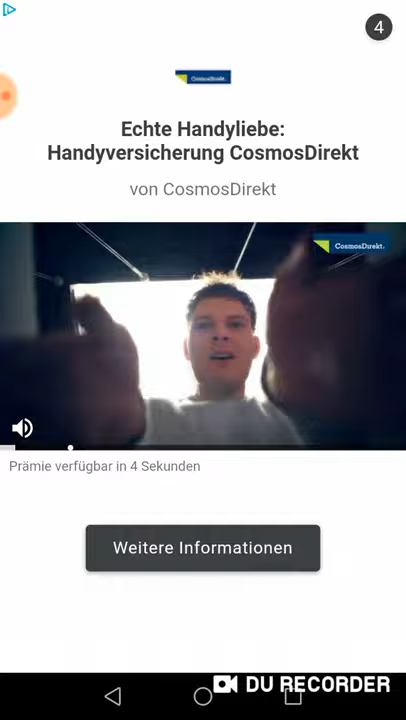 4
CosmosDirekt.
Echte Handyliebe:
Handyversicherung CosmosDirekt
von CosmosDirekt
CosmosDirekt.
Prämie verfügbar in 4 Sekunden
Weitere Informationen
DU RECORDER